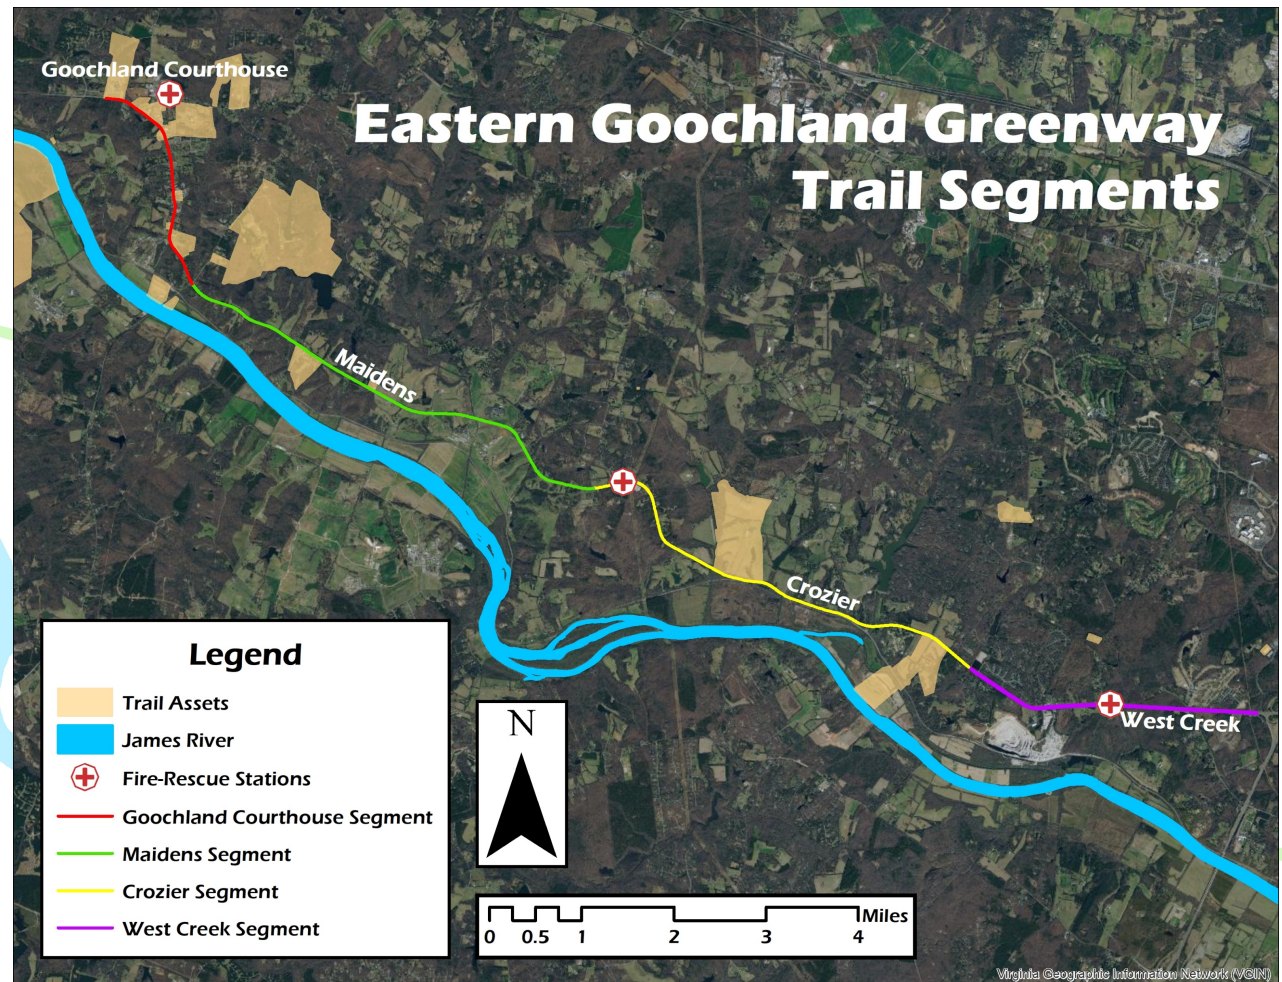 Goochland Courthouse
Eastern Goochland Greenway
Trail Segments
Maidens
Crozier
West Creek
Legend
Trail Assets
James River
Fire-Rescue Stations
Goochland Courthouse Segment
Maidens Segment
Crozier Segment
West Creek Segment
N
Miles
0 0.5 1 2 3 4
Virginia Geographic Information Network (VGIN)